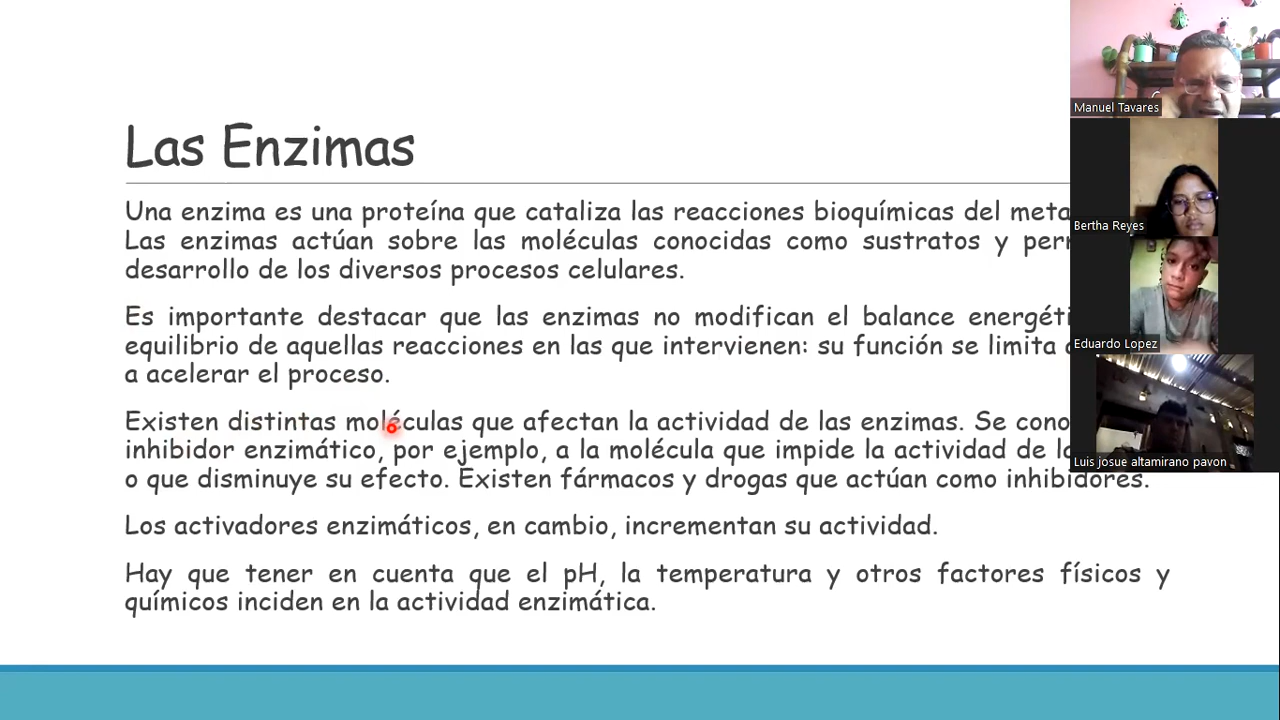 Las Enzimas
Una enzima es una proteína que cataliza las reacciones bioquímicas del meta
Las enzimas actúan sobre las moléculas conocidas como sustratos y per
desarrollo de los diversos procesos celulares.
Es importante destacar que las enzimas no modifican el balance energéti
equilibrio de aquellas reacciones en las que intervienen: su función se limita
a acelerar el proceso.
Existen distintas moléculas que afectan la actividad de las enzimas. Se cono
inhibidor enzimático, por ejemplo, a la molécula que impide la actividad de
o que disminuye su efecto. Existen fármacos y drogas que actúan como inhibidores.
Los activadores enzimáticos, en cambio, incrementan su actividad.
Hay que tener en cuenta que el pH, la temperatura y otros factores físicos y
químicos inciden en la actividad enzimática.
Manuel Tavares
Bertha Reyes
Eduardo Lopez
Luis josue altamirano pavon